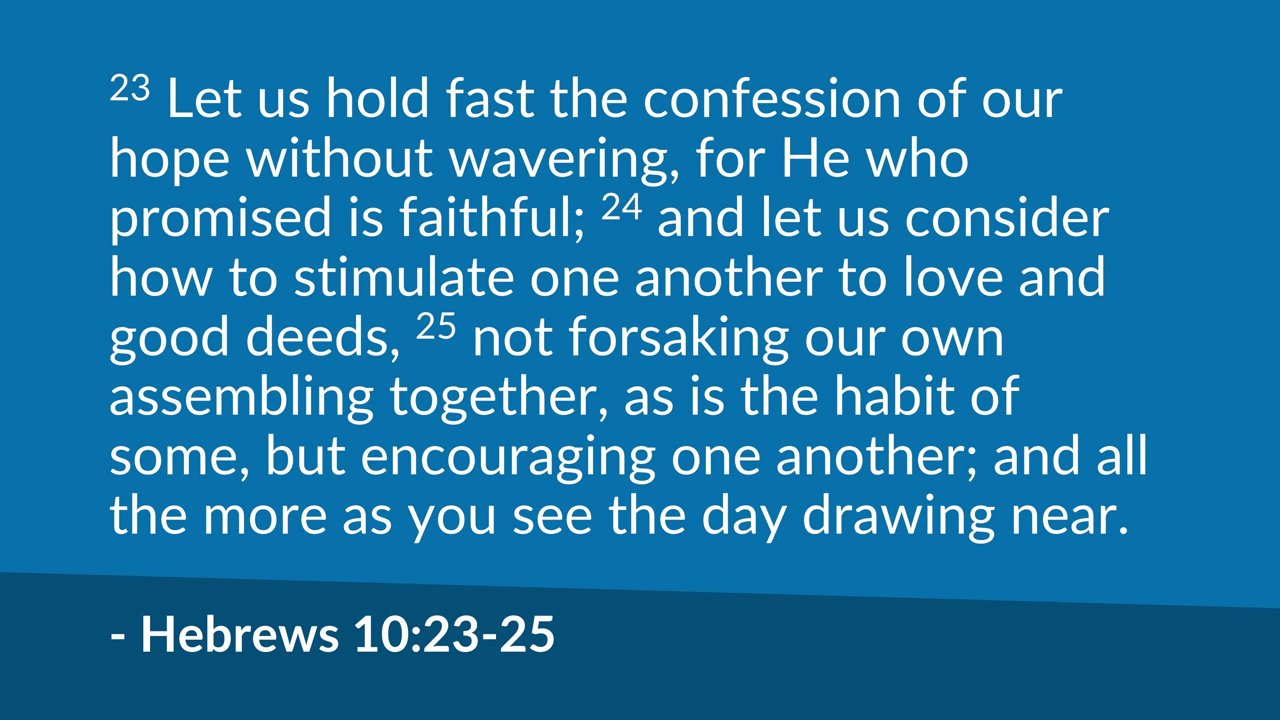 23 Let us hold fast the confession of our
hope without wavering, for He who
promised is faithful; 24 and let us consider
how to stimulate one another to love and
good deeds, 25 not forsaking our own
assembling together, as is the habit of
some, but encouraging one another; and all
the more as you see the day drawing near.
- Hebrews 10:23-25